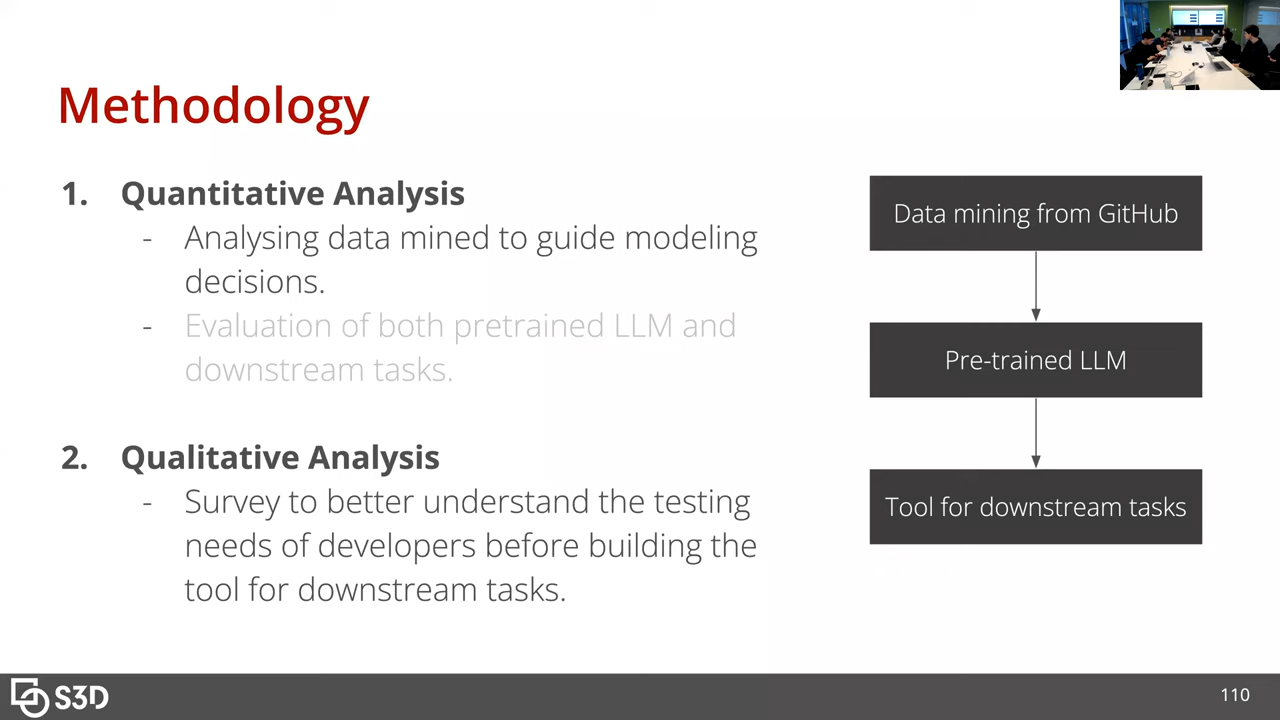 Methodology
1. Quantitative Analysis
- Analysing data mined to guide modeling
decisions.
- Evaluation of both pretrained LLM and
downstream tasks.
2. Qualitative Analysis
- Survey to better understand the testing
needs of developers before building the
tool for downstream tasks.
Data mining from GitHub
Pre-trained LLM
Tool for downstream tasks
S3D
110